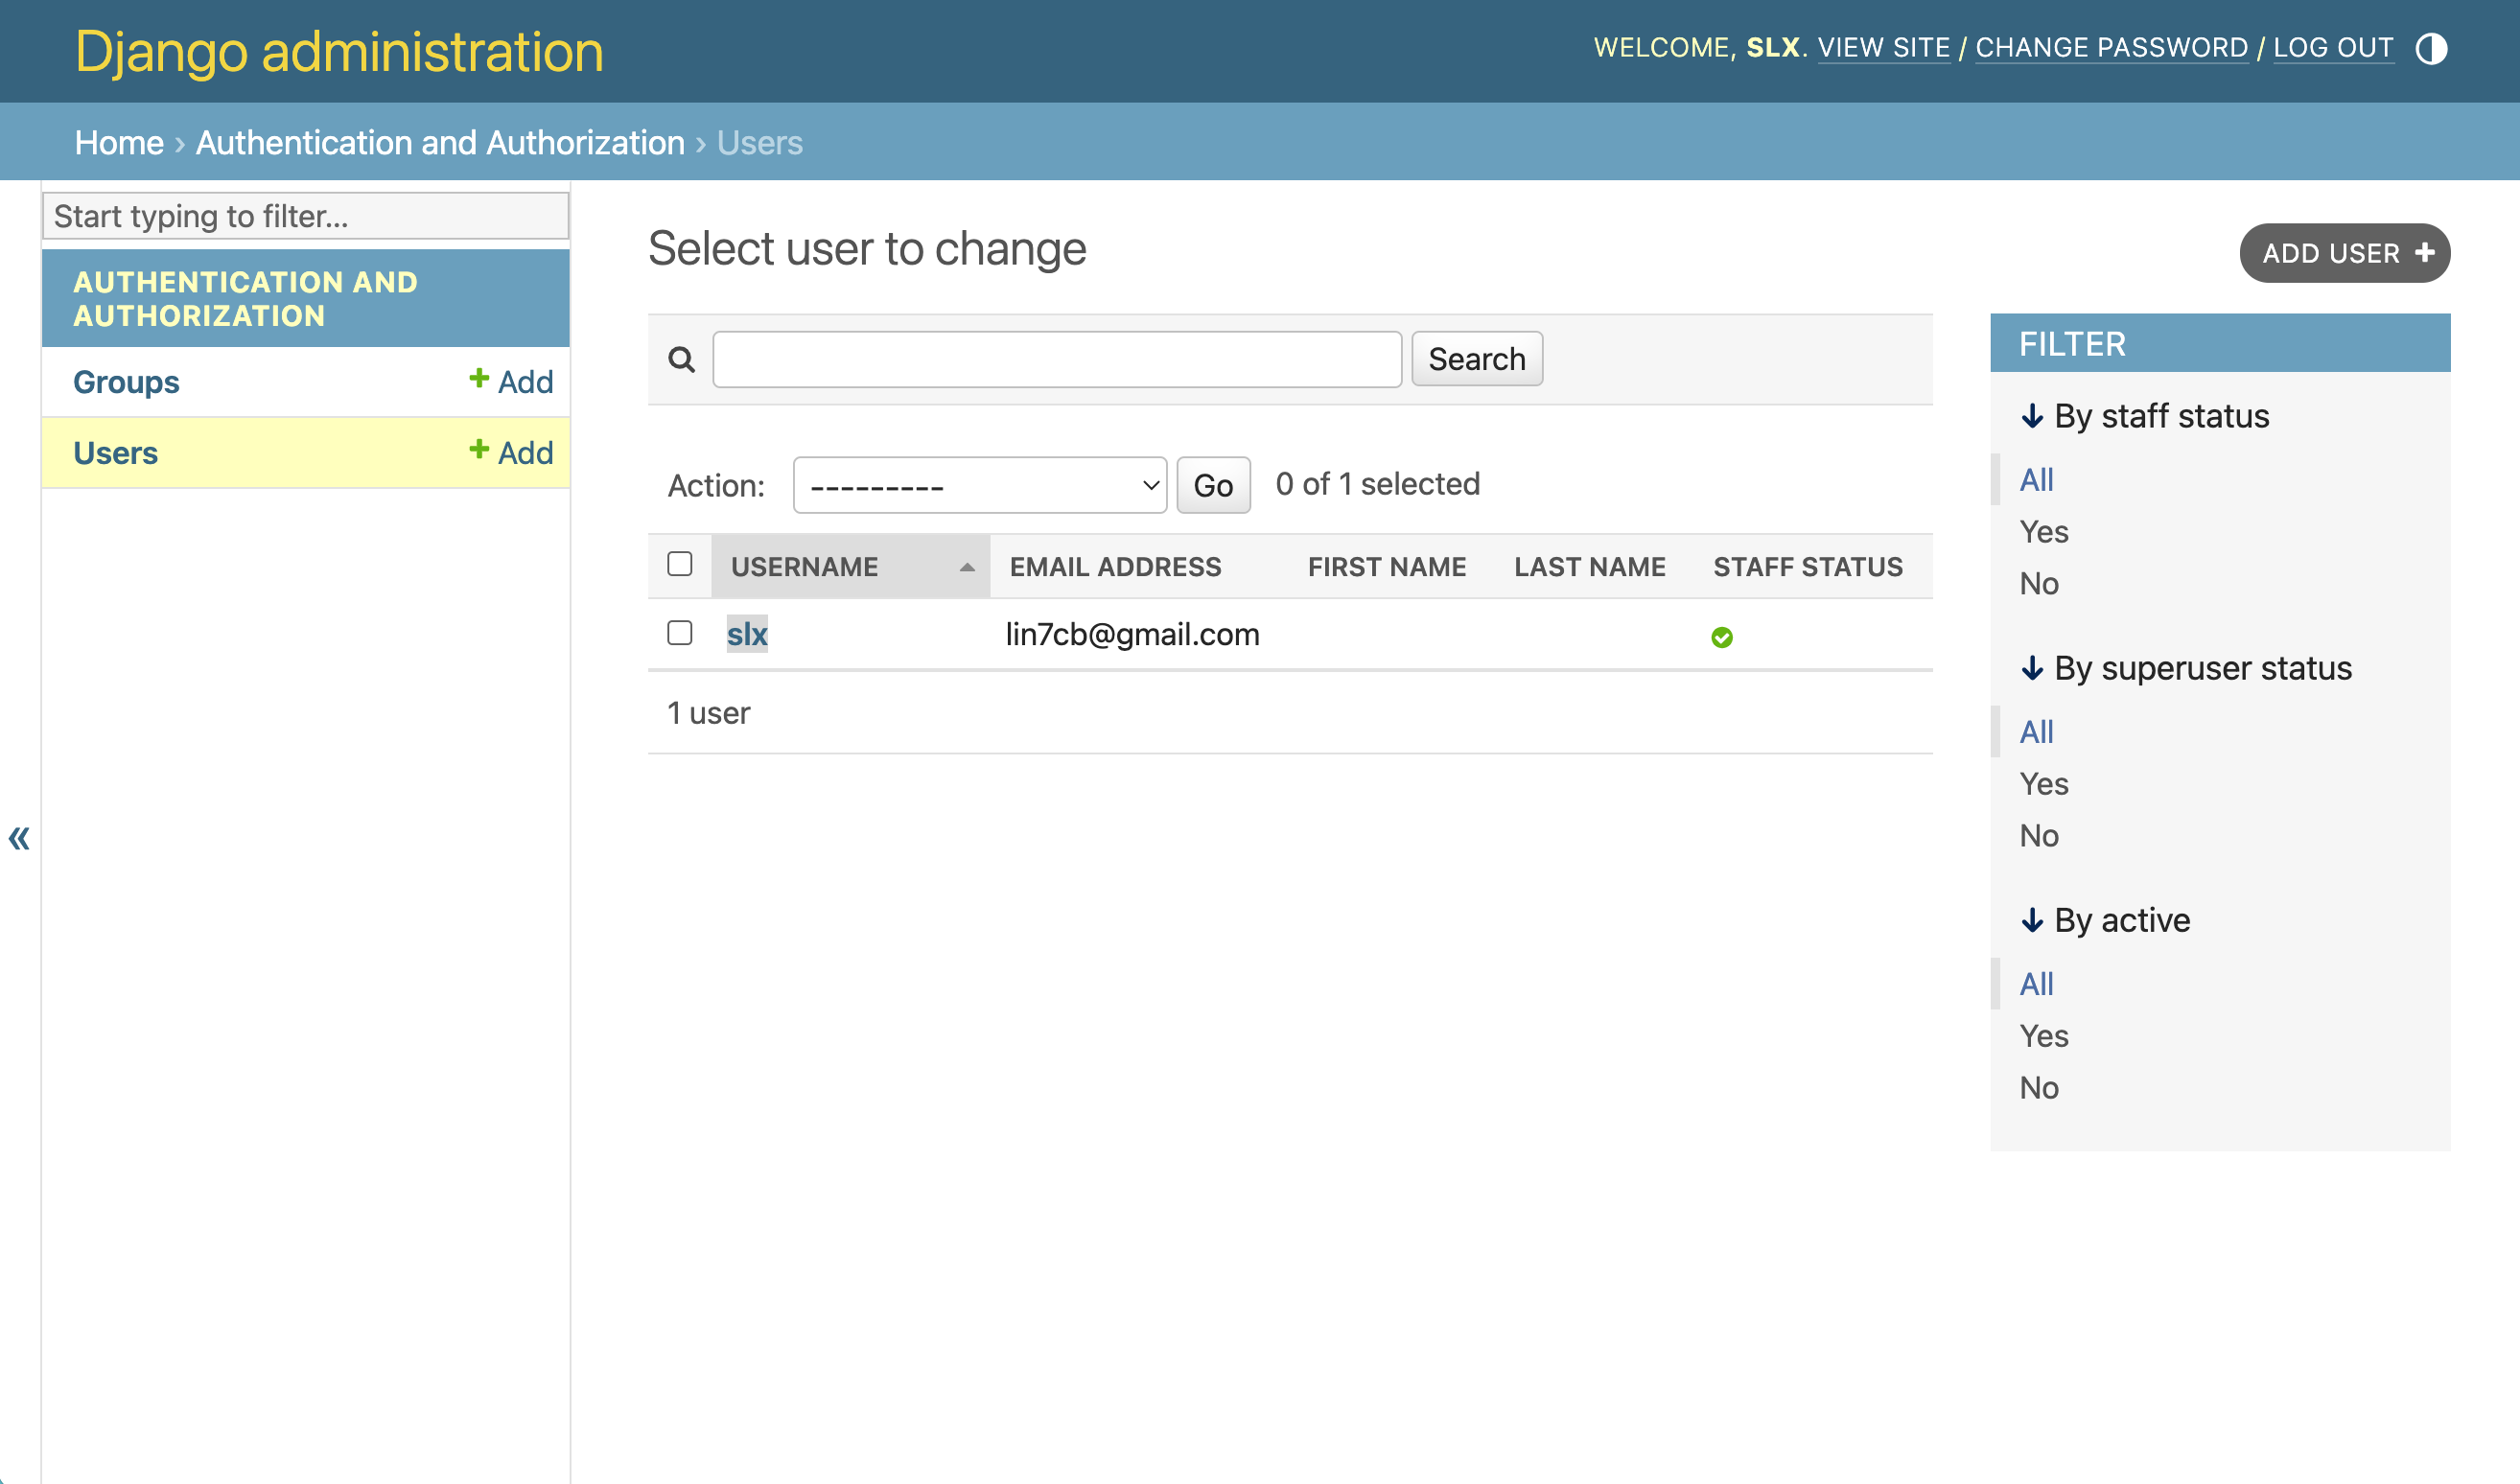 Django administration
WELCOME, SLX. VIEW SITE / CHANGE PASSWORD / LOG OUT
Home › Authentication and Authorization › Users
Start typing to filter...
AUTHENTICATION AND
AUTHORIZATION
Groups + Add
Users + Add
«
Select user to change
ADD USER +
Search
Action: --------- Go 0 of 1 selected
USERNAME EMAIL ADDRESS FIRST NAME LAST NAME STAFF STATUS
slx lin7cb@gmail.com
1 user
FILTER
↓ By staff status
All
Yes
No
↓ By superuser status
All
Yes
No
↓ By active
All
Yes
No